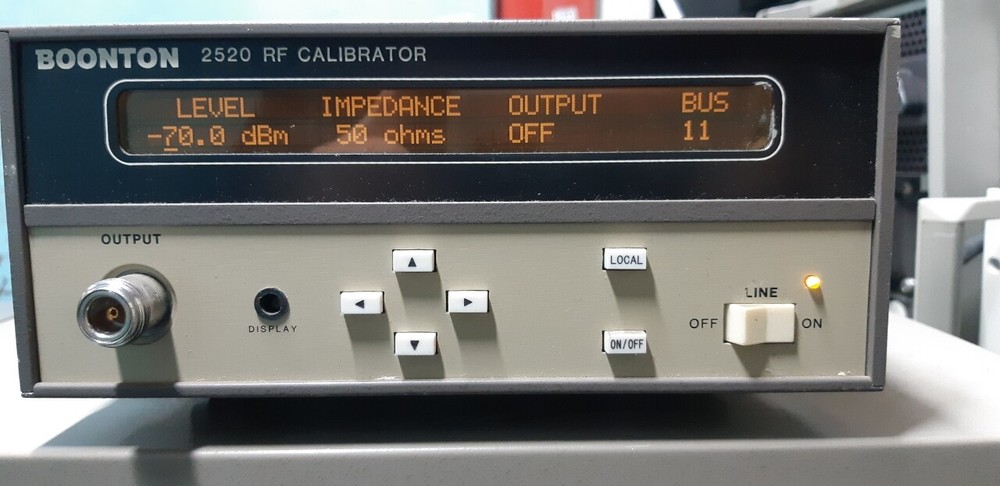 BOONTON 2520 RF CALIBRATOR
LEVEL IMPEDANCE OUTPUT BUS
-70.0 dBm 50 ohms OFF 11
OUTPUT
DISPLAY
LOCAL
ON/OFF
LINE
OFF ON